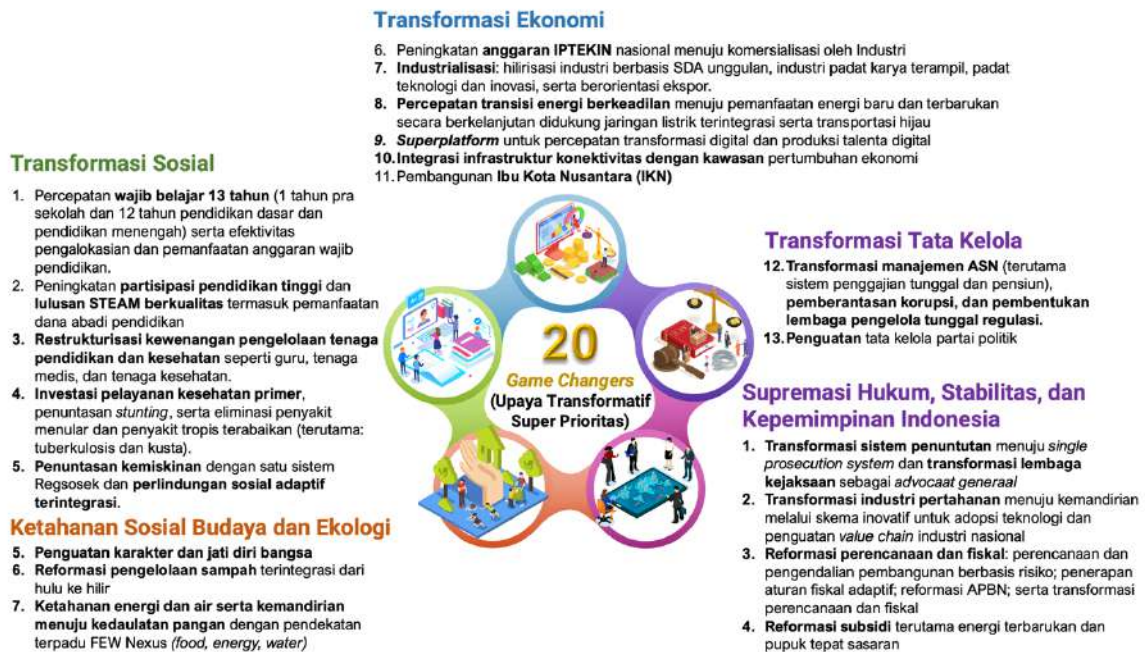 Transformasi Ekonomi
6. Peningkatan anggaran IPTEKIN nasional menuju komersialisasi oleh Industri
7. Industrialisasi: hilirisasi industri berbasis SDA unggulan, industri padat karya terampil, padat
teknologi dan inovasi, serta berorientasi ekspor.
8. Percepatan transisi energi berkeadilan menuju pemanfaatan energi baru dan terbarukan
secara berkelanjutan didukung jaringan listrik terintegrasi serta transportasi hijau
9. Superplatform untuk percepatan transformasi digital dan produksi talenta digital
10. Integrasi infrastruktur konektivitas dengan kawasan pertumbuhan ekonomi
11. Pembangunan Ibu Kota Nusantara (IKN)
Transformasi Sosial
1. Percepatan wajib belajar 13 tahun (1 tahun pra
sekolah dan 12 tahun pendidikan dasar dan
pendidikan menengah) serta efektivitas
pengalokasian dan pemanfaatan anggaran wajib
pendidikan.
2. Peningkatan partisipasi pendidikan tinggi dan
lulusan STEAM berkualitas termasuk pemanfaatan
dana abadi pendidikan
3. Restrukturisasi kewenangan pengelolaan tenaga
pendidikan dan kesehatan seperti guru, tenaga
medis, dan tenaga kesehatan.
4. Investasi pelayanan kesehatan primer,
penuntasan stunting, serta eliminasi penyakit
menular dan penyakit tropis terabaikan (terutama:
tuberkulosis dan kusta).
5. Penuntasan kemiskinan dengan satu sistem
Regsosek dan perlindungan sosial adaptif
terintegrasi.
Ketahanan Sosial Budaya dan Ekologi
5. Penguatan karakter dan jati diri bangsa
6. Reformasi pengelolaan sampah terintegrasi dari
hulu ke hilir
7. Ketahanan energi dan air serta kemandirian
menuju kedaulatan pangan dengan pendekatan
terpadu FEW Nexus (food, energy, water)
20
Game Changers
(Upaya Transformatif
Super Prioritas)
Transformasi Tata Kelola
12. Transformasi manajemen ASN (terutama
sistem penggajian tunggal dan pensiun),
pemberantasan korupsi, dan pembentukan
lembaga pengelola tunggal regulasi.
13. Penguatan tata kelola partai politik
Supremasi Hukum, Stabilitas, dan
Kepemimpinan Indonesia
1. Transformasi sistem penuntutan menuju single
prosecution system dan transformasi lembaga
kejaksaan sebagai advocaat generaal
2. Transformasi industri pertahanan menuju kemandirian
melalui skema inovatif untuk adopsi teknologi dan
penguatan value chain industri nasional
3. Reformasi perencanaan dan fiskal: perencanaan dan
pengendalian pembangunan berbasis risiko; penerapan
aturan fiskal adaptif; reformasi APBN; serta transformasi
perencanaan dan fiskal
4. Reformasi subsidi terutama energi terbarukan dan
pupuk tepat sasaran